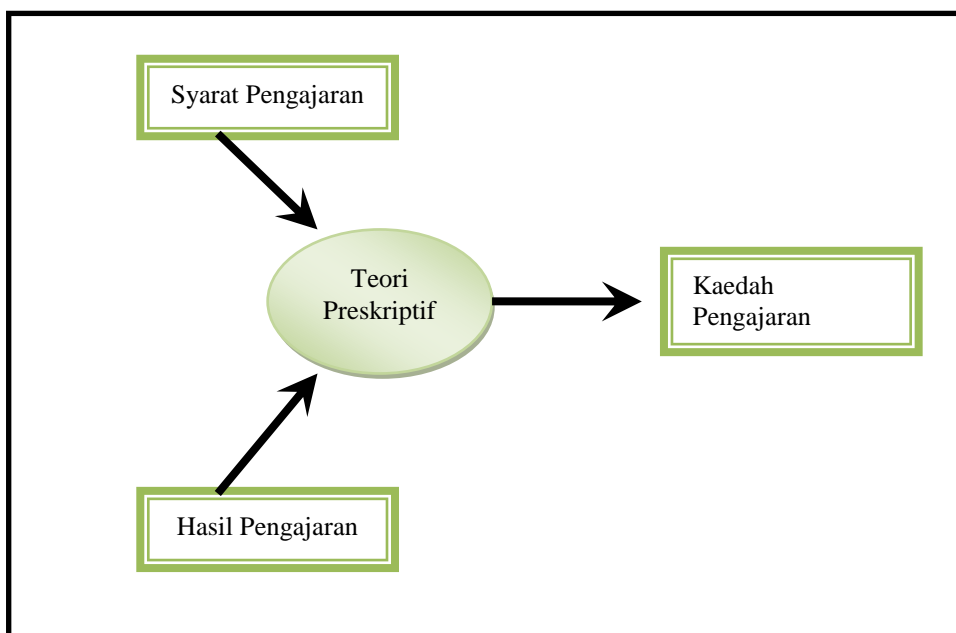 Syarat Pengajaran
Teori
Preskriptif
Kaedah
Pengajaran
Hasil Pengajaran